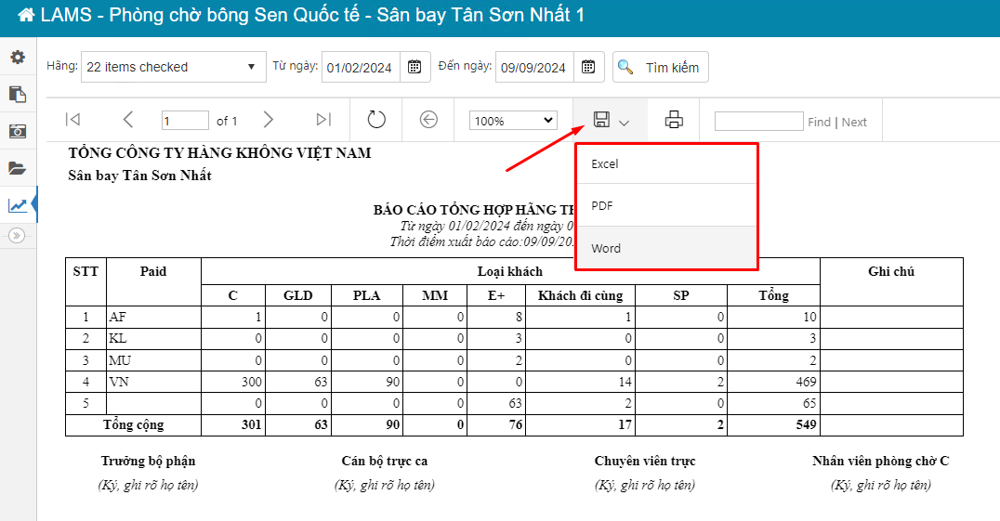 LAMS - Phòng chờ bông Sen Quốc tế - Sân bay Tân Sơn Nhất 1
Hãng: 22 items checked Từ ngày: 01/02/2024 Đến ngày: 09/09/2024 Tìm kiếm
1 of 1 100% Find | Next
Excel
PDF
Word
TỔNG CÔNG TY HÀNG KHÔNG VIỆT NAM
Sân bay Tân Sơn Nhất
BÁO CÁO TỔNG HỢP HÃNG
Từ ngày 01/02/2024 đến ngày
Thời điểm xuất báo cáo:09/09/20
STT Paid Loại khách Ghi chú
C GLD PLA MM E+ Khách đi cùng SP Tổng
1 AF 1 0 0 0 8 1 0 10
2 KL 0 0 0 0 3 0 0 3
3 MU 0 0 0 0 2 0 0 2
4 VN 300 63 90 0 0 14 2 469
5 0 0 0 0 63 2 0 65
Tổng cộng 301 63 90 0 76 17 2 549
Trưởng bộ phận Cán bộ trực ca Chuyên viên trực Nhân viên phòng chờ C
(Ký, ghi rõ họ tên) (Ký, ghi rõ họ tên) (Ký, ghi rõ họ tên) (Ký, ghi rõ họ tên)